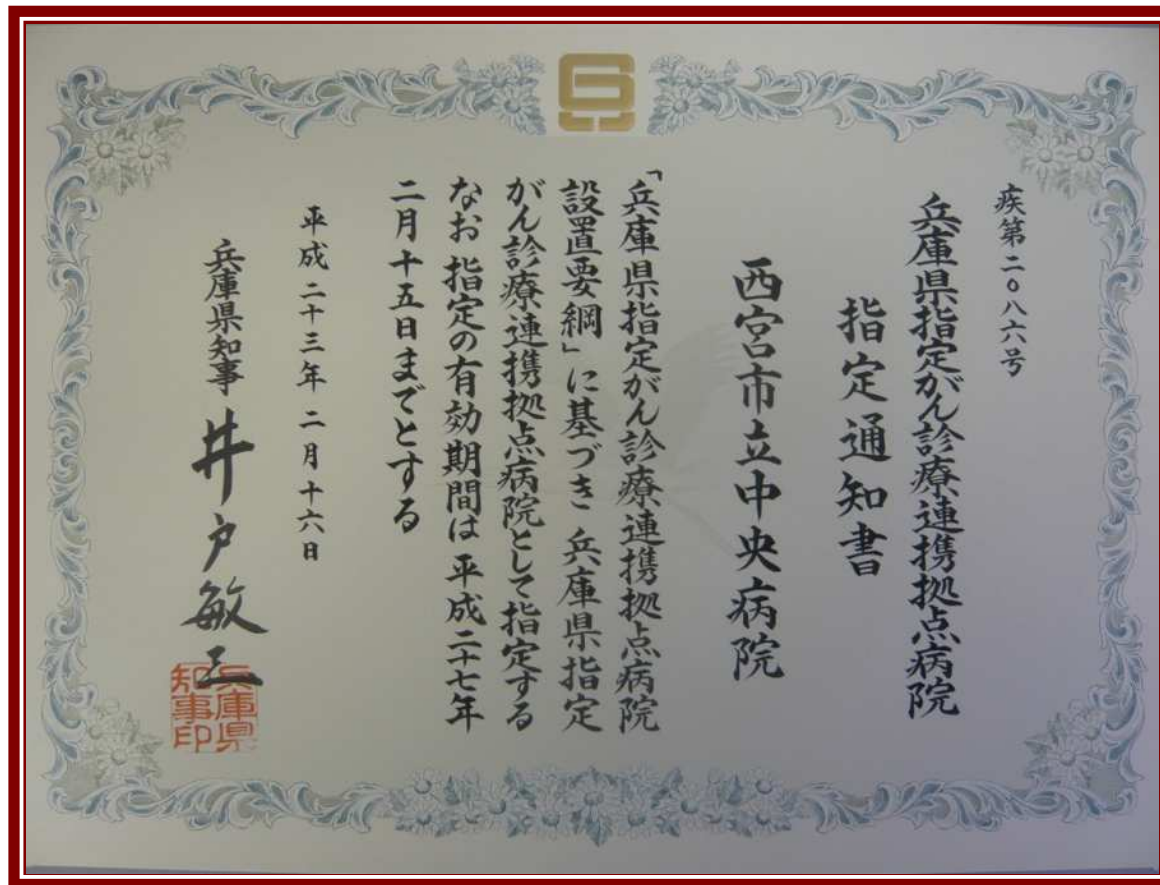 疾第二〇八六号
兵庫県指定がん診療連携拠点病院
指定通知書
西宮市立中央病院
「兵庫県指定がん診療連携拠点病院
設置要綱」に基づき 兵庫県指定
がん診療連携拠点病院として指定する
なお 指定の有効期間は 平成二十七年
二月十五日までとする
平成二十三年 二月十六日
兵庫県知事 井戸敏三
兵庫県
知事印